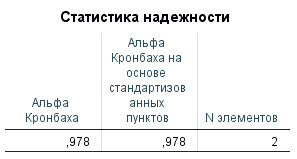 Статистика надежности
Альфа
Кронбаха
Альфа
Кронбаха на
основе
стандартизов
анных
пунктов
N элементов
,978
,978
2